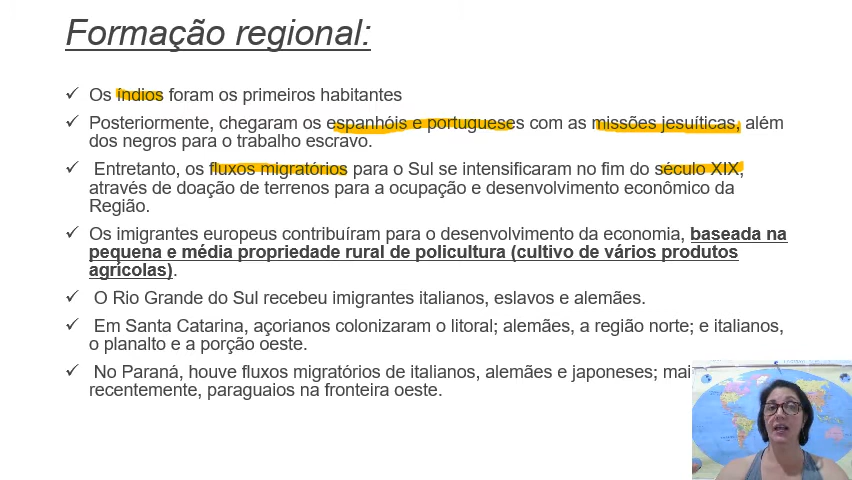 Formação regional:
✓ Os índios foram os primeiros habitantes
✓ Posteriormente, chegaram os espanhóis e portugueses com as missões jesuíticas, além
dos negros para o trabalho escravo.
✓ Entretanto, os fluxos migratórios para o Sul se intensificaram no fim do século XIX,
através de doação de terrenos para a ocupação e desenvolvimento econômico da
Região.
✓ Os imigrantes europeus contribuíram para o desenvolvimento da economia, baseada na
pequena e média propriedade rural de policultura (cultivo de vários produtos
agrícolas).
✓ O Rio Grande do Sul recebeu imigrantes italianos, eslavos e alemães.
✓ Em Santa Catarina, açorianos colonizaram o litoral; alemães, a região norte; e italianos,
o planalto e a porção oeste.
✓ No Paraná, houve fluxos migratórios de italianos, alemães e japoneses; mai
recentemente, paraguaios na fronteira oeste.